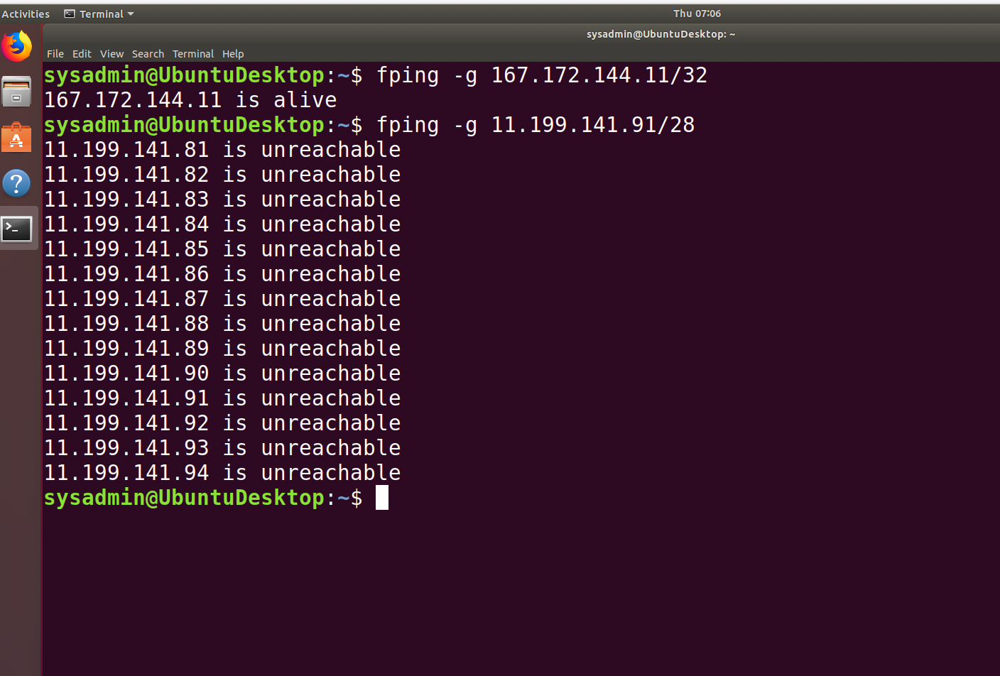 Activities Terminal Thu 07:06
sysadmin@UbuntuDesktop: ~
File Edit View Search Terminal Help
sysadmin@UbuntuDesktop:~$ fping -g 167.172.144.11/32
167.172.144.11 is alive
sysadmin@UbuntuDesktop:~$ fping -g 11.199.141.91/28
11.199.141.81 is unreachable
11.199.141.82 is unreachable
11.199.141.83 is unreachable
11.199.141.84 is unreachable
11.199.141.85 is unreachable
11.199.141.86 is unreachable
11.199.141.87 is unreachable
11.199.141.88 is unreachable
11.199.141.89 is unreachable
11.199.141.90 is unreachable
11.199.141.91 is unreachable
11.199.141.92 is unreachable
11.199.141.93 is unreachable
11.199.141.94 is unreachable
sysadmin@UbuntuDesktop:~$